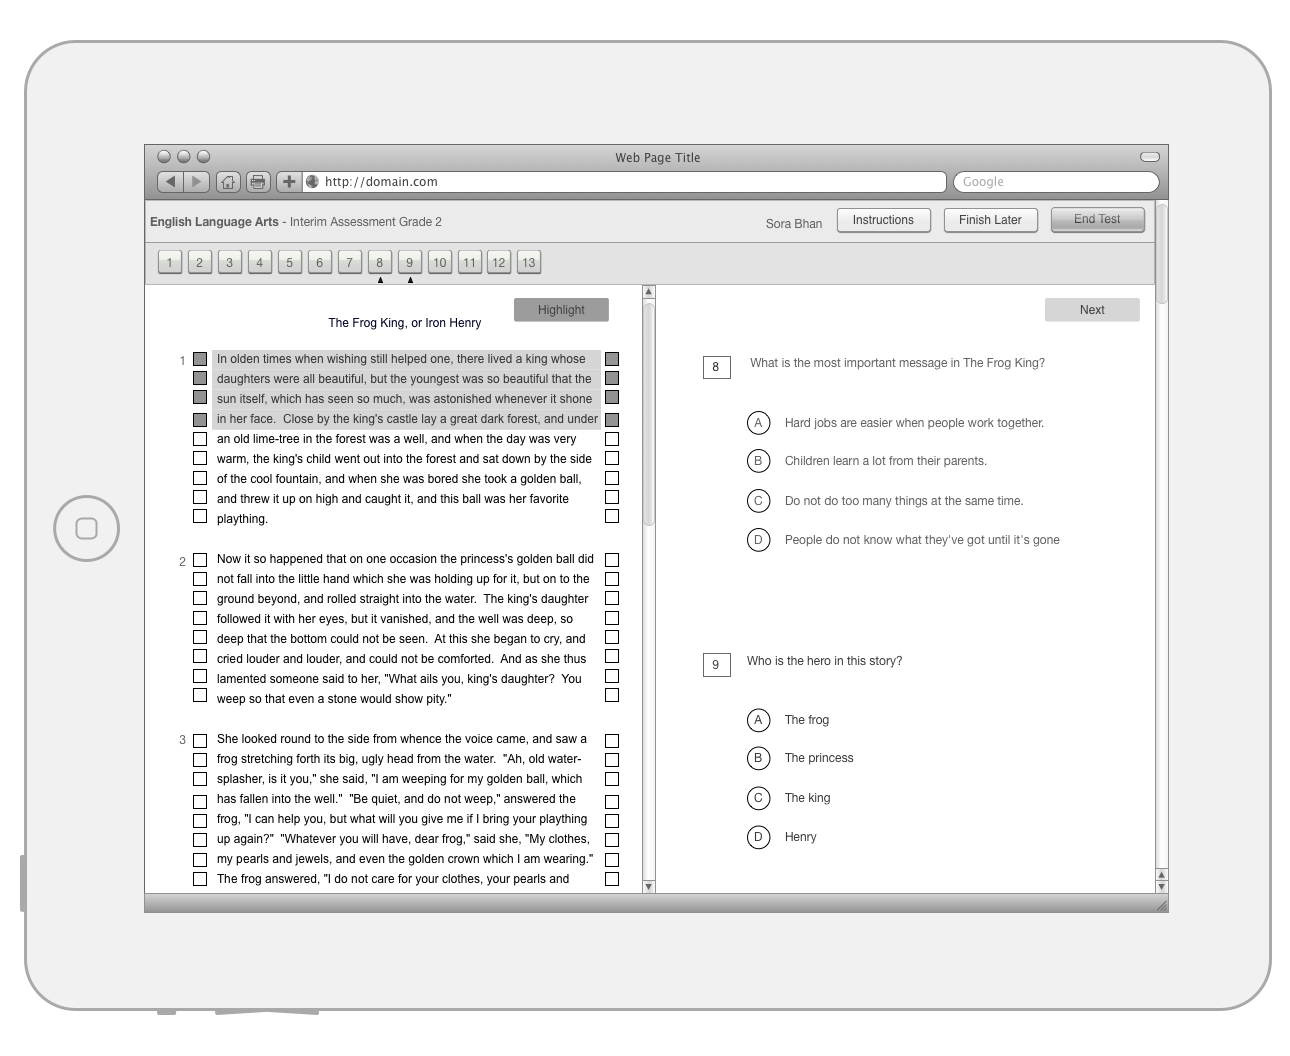 Web Page Title
http://domain.com
Google
English Language Arts - Interim Assessment Grade 2
Sora Bhan
Instructions
Finish Later
End Test
1 2 3 4 5 6 7 8 9 10 11 12 13
The Frog King, or Iron Henry
Highlight
1
In olden times when wishing still helped one, there lived a king whose
daughters were all beautiful, but the youngest was so beautiful that the
sun itself, which has seen so much, was astonished whenever it shone
in her face.  Close by the king's castle lay a great dark forest, and under
an old lime-tree in the forest was a well, and when the day was very
warm, the king's child went out into the forest and sat down by the side
of the cool fountain, and when she was bored she took a golden ball,
and threw it up on high and caught it, and this ball was her favorite
plaything.
2
Now it so happened that on one occasion the princess's golden ball did
not fall into the little hand which she was holding up for it, but on to the
ground beyond, and rolled straight into the water.  The king's daughter
followed it with her eyes, but it vanished, and the well was deep, so
deep that the bottom could not be seen.  At this she began to cry, and
cried louder and louder, and could not be comforted.  And as she thus
lamented someone said to her, "What ails you, king's daughter?  You
weep so that even a stone would show pity."
3
She looked round to the side from whence the voice came, and saw a
frog stretching forth its big, ugly head from the water.  "Ah, old water-
splasher, is it you," she said, "I am weeping for my golden ball, which
has fallen into the well."  "Be quiet, and do not weep," answered the
frog, "I can help you, but what will you give me if I bring your plaything
up again?"  "Whatever you will have, dear frog," said she, "My clothes,
my pearls and jewels, and even the golden crown which I am wearing."
The frog answered, "I do not care for your clothes, your pearls and
Next
8 What is the most important message in The Frog King?
A Hard jobs are easier when people work together.
B Children learn a lot from their parents.
C Do not do too many things at the same time.
D People do not know what they've got until it's gone
9 Who is the hero in this story?
A The frog
B The princess
C The king
D Henry